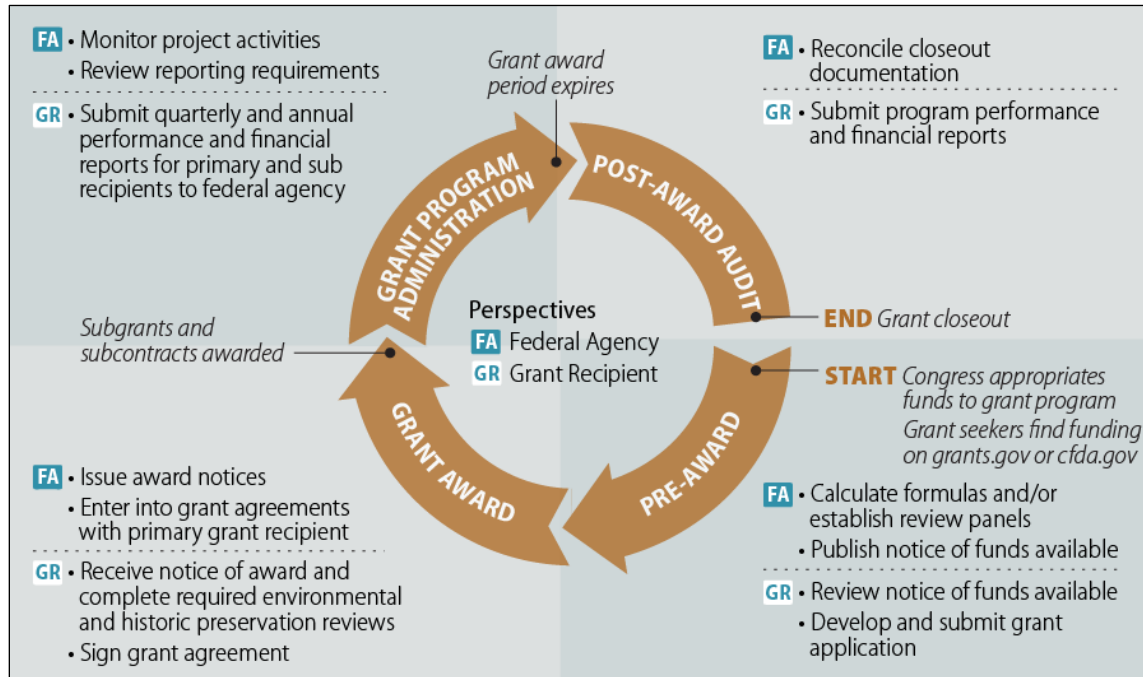 FA • Monitor project activities
• Review reporting requirements
GR • Submit quarterly and annual
performance and financial
reports for primary and sub
recipients to federal agency
Grant award
period expires
FA • Reconcile closeout
documentation
GR • Submit program performance
and financial reports
GRANT PROGRAM
ADMINISTRATION
POST-AWARD AUDIT
Perspectives
FA Federal Agency
GR Grant Recipient
Subgrants and
subcontracts awarded
END Grant closeout
START Congress appropriates
funds to grant program
Grant seekers find funding
on grants.gov or cfda.gov
GRANT AWARD
PRE-AWARD
FA • Issue award notices
• Enter into grant agreements
with primary grant recipient
GR • Receive notice of award and
complete required environmental
and historic preservation reviews
• Sign grant agreement
FA • Calculate formulas and/or
establish review panels
• Publish notice of funds available
GR • Review notice of funds available
• Develop and submit grant
application